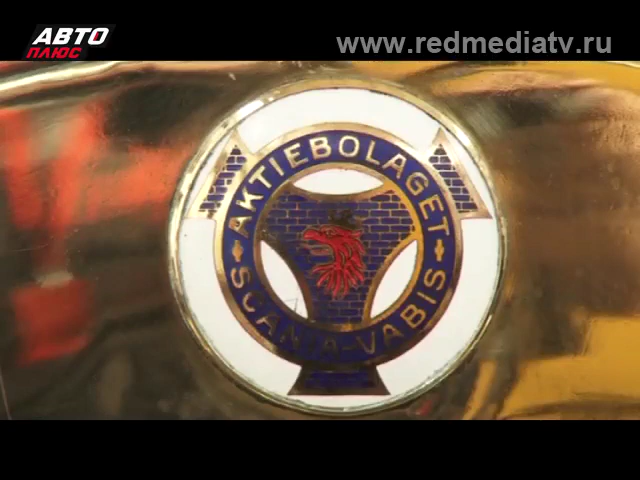 АВТО
ПЛЮС
www.redmediatv.ru
AKTIEBOLAGET
SCANIA-VABIS